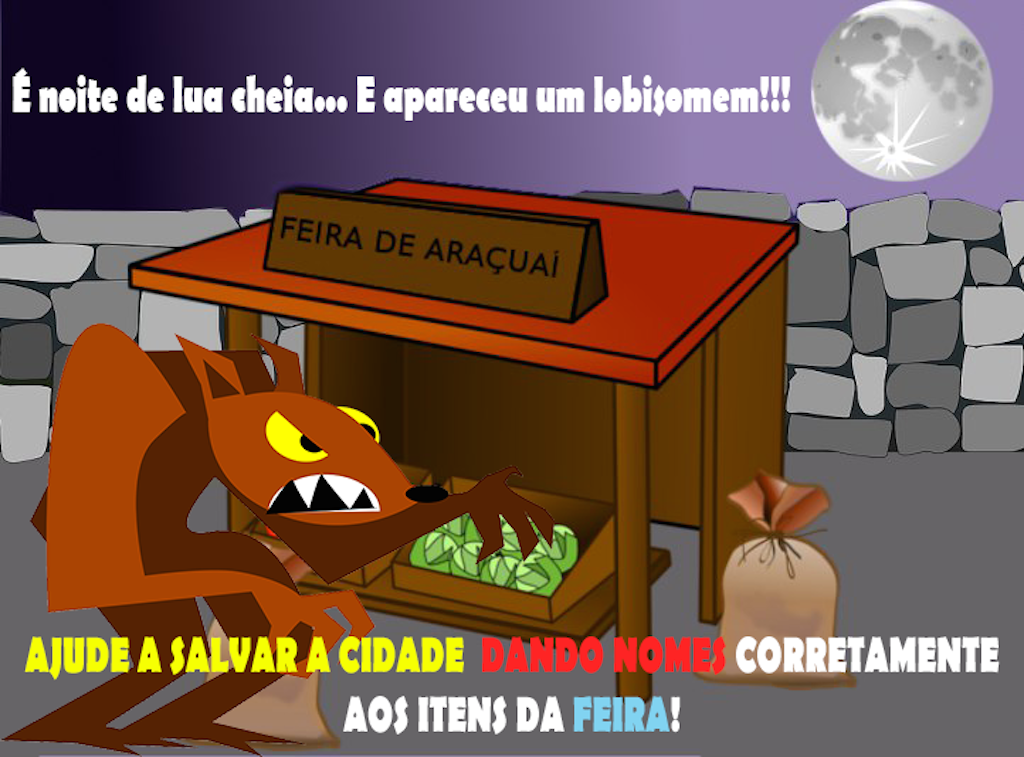 É noite de lua cheia... E apareceu um lobisomem!!!
FEIRA DE ARAÇUAÍ
AJUDE A SALVAR A CIDADE DANDO NOMES CORRETAMENTE
AOS ITENS DA FEIRA!